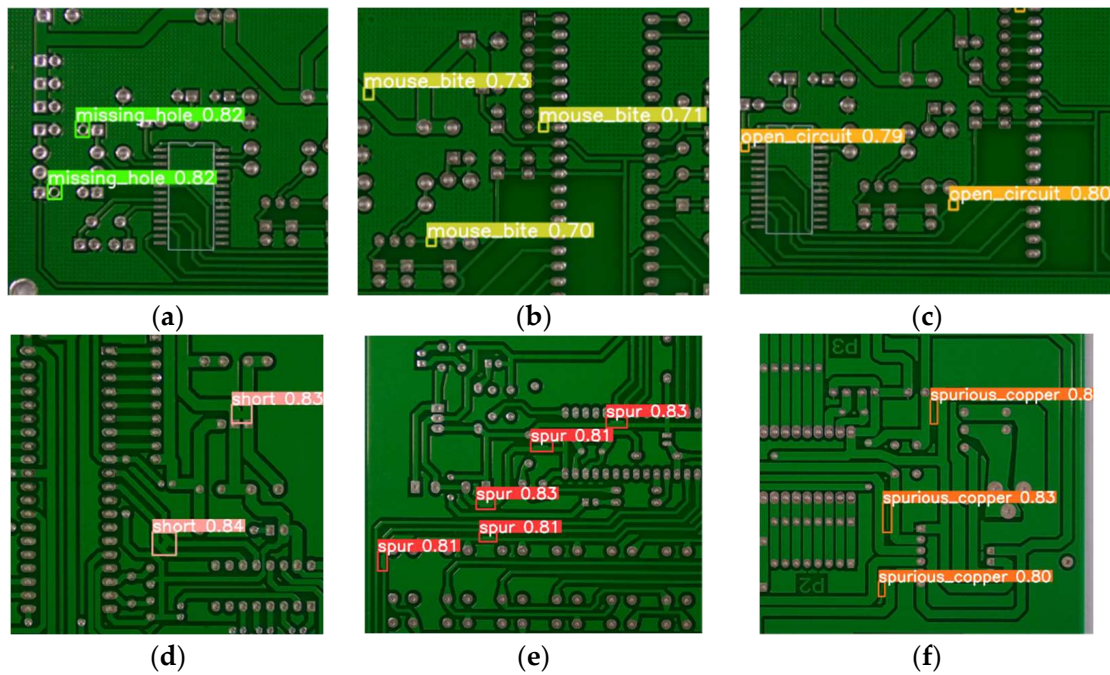 missing_hole 0.82
missing_hole 0.82
(a)
mouse_bite 0.73
mouse_bite 0.71
mouse_bite 0.70
(b)
open_circuit 0.79
open_circuit 0.80
(c)
short 0.83
short 0.84
(d)
spur 0.83
spur 0.81
spur 0.83
spur 0.81
spur 0.81
(e)
P3
spurious_copper 0.8
spurious_copper 0.83
spurious_copper 0.80
P2
(f)